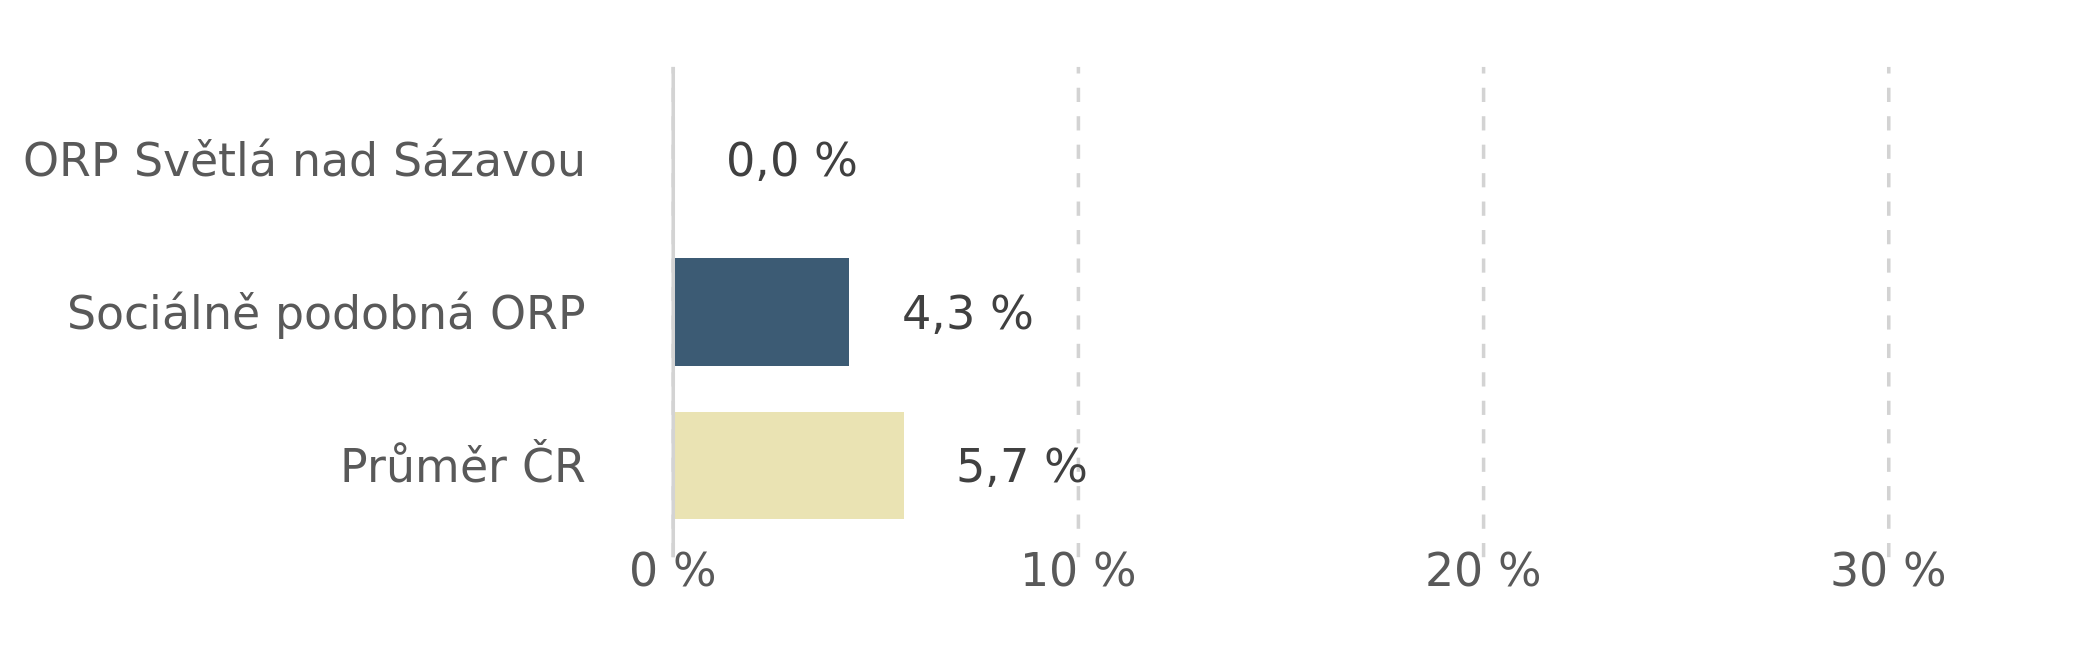 ORP Světlá nad Sázavou 0,0 %
Sociálně podobná ORP 4,3 %
Průměr ČR 5,7 %
0 % 10 % 20 % 30 %